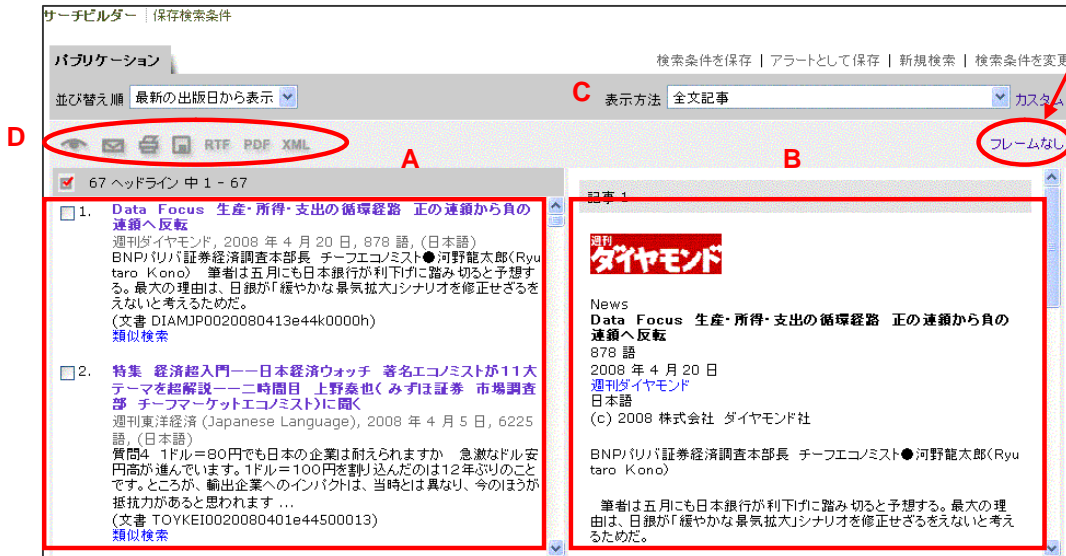 サーチビルダー | 保存検索条件
パブリケーション
検索条件を保存 | アラートとして保存 | 新規検索 | 検索条件を変更
並び替え順 最新の出版日から表示
C 表示方法 全文記事 カスタム
D
RTF PDF XML
A
B
フレームなし
67 ヘッドライン 中 1 - 67
1. Data Focus 生産・所得・支出の循環経路 正の連鎖から負の
連鎖へ反転
週刊ダイヤモンド, 2008 年 4 月 20 日, 878 語, (日本語)
BNPパリバ証券経済調査本部長 チーフエコノミスト●河野龍太郎(Ryu
taro Kono) 筆者は五月にも日本銀行が利下げに踏み切ると予想す
る。最大の理由は、日銀が「緩やかな景気拡大」シナリオを修正せざるを
えないと考えるためだ。
(文書 DIAMJP0020080413e44k0000h)
類似検索
2. 特集 経済超入門ーー日本経済ウォッチ 著名エコノミストが11大
テーマを超解説ーー二時間目 上野泰也(みずほ証券 市場調査
部 チーフマーケットエコノミスト)に聞く
週刊東洋経済 (Japanese Language), 2008 年 4 月 5 日, 6225
語, (日本語)
質問4 1ドル=80円でも日本の企業は耐えられますか 急激なドル安
円高が進んでいます。1ドル=100円を割り込んだのは12年ぶりのこと
です。ところが、輸出企業へのインパクトは、当時とは異なり、今のほうが
抵抗力があると思われます ...
(文書 TOYKEI0020080401e44500013)
類似検索
記事 1
週刊
ダイヤモンド
News
Data Focus 生産・所得・支出の循環経路 正の連鎖から負の
連鎖へ反転
878 語
2008 年 4 月 20 日
週刊ダイヤモンド
日本語
(c) 2008 株式会社 ダイヤモンド社
BNPパリバ証券経済調査本部長 チーフエコノミスト●河野龍太郎(Ryu
taro Kono)
筆者は五月にも日本銀行が利下げに踏み切ると予想する。最大の理
由は、日銀が「緩やかな景気拡大」シナリオを修正せざるをえないと考え
るためだ。